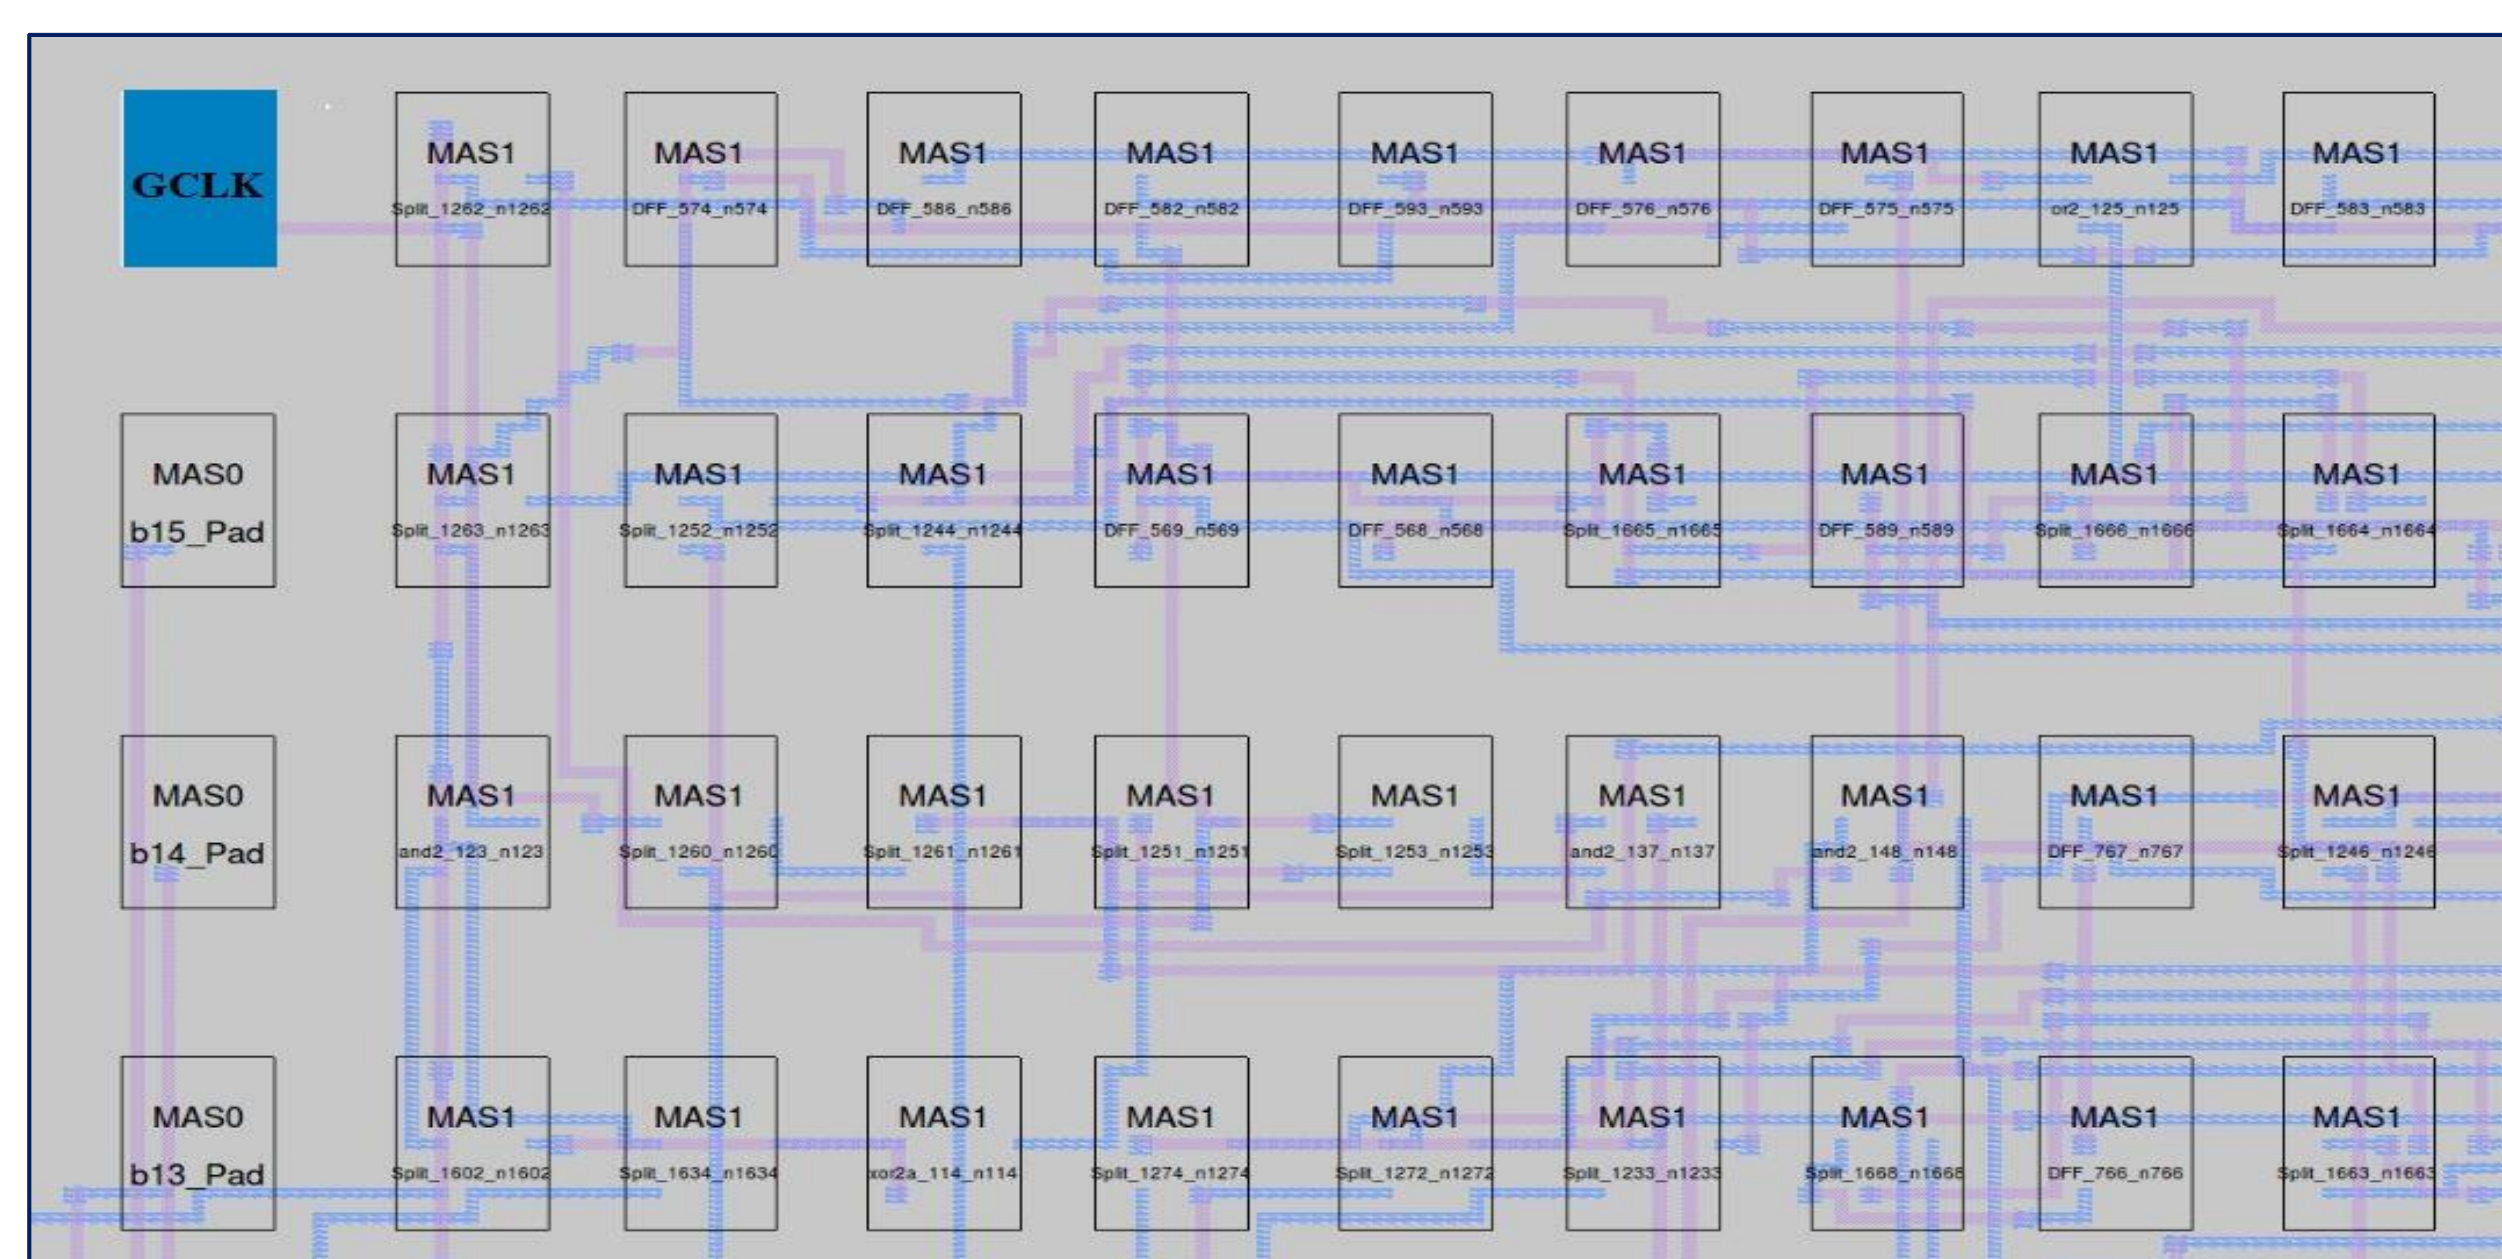 GCLK
MAS1 MAS1 MAS1 MAS1 MAS1 MAS1 MAS1 MAS1 MAS1
Split_1262_n1262 DFF_574_n574 DFF_586_n586 DFF_582_n582 DFF_593_n593 DFF_576_n576 DFF_575_n575 or2_125_n125 DFF_583_n583
MAS0 MAS1 MAS1 MAS1 MAS1 MAS1 MAS1 MAS1 MAS1 MAS1
b15_Pad Split_1263_n1263 Split_1252_n1252 Split_1244_n1244 DFF_569_n569 DFF_568_n568 Split_1665_n1665 DFF_589_n589 Split_1666_n1666 Split_1664_n1664
MAS0 MAS1 MAS1 MAS1 MAS1 MAS1 MAS1 MAS1 MAS1 MAS1
b14_Pad and2_123_n123 Split_1260_n1260 Split_1261_n1261 Split_1251_n1251 Split_1253_n1253 and2_137_n137 and2_148_n148 DFF_767_n767 Split_1246_n1246
MAS0 MAS1 MAS1 MAS1 MAS1 MAS1 MAS1 MAS1 MAS1 MAS1
b13_Pad Split_1602_n1602 Split_1634_n1634 xor2a_114_n114 Split_1274_n1274 Split_1272_n1272 Split_1233_n1233 Split_1668_n1668 DFF_766_n766 Split_1663_n1663